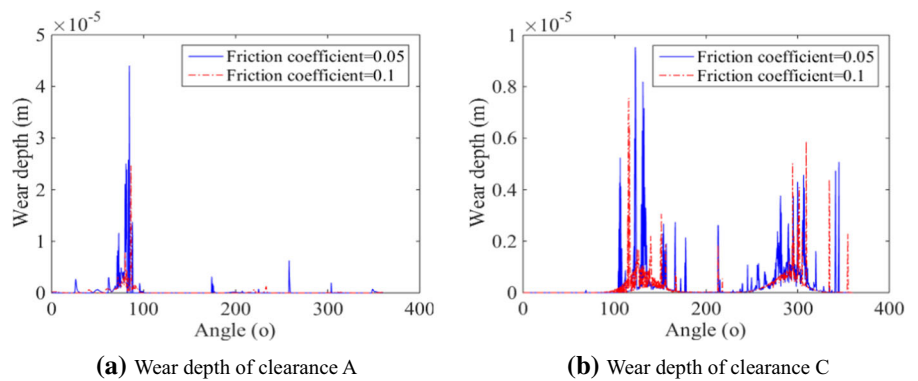 ×10⁻⁵
5
4
3
2
1
0
0 100 200 300 400
Wear depth (m)
Angle (o)
Friction coefficient=0.05
Friction coefficient=0.1
(a) Wear depth of clearance A
×10⁻⁵
1
0.8
0.6
0.4
0.2
0
0 100 200 300 400
Wear depth (m)
Angle (o)
Friction coefficient=0.05
Friction coefficient=0.1
(b) Wear depth of clearance C